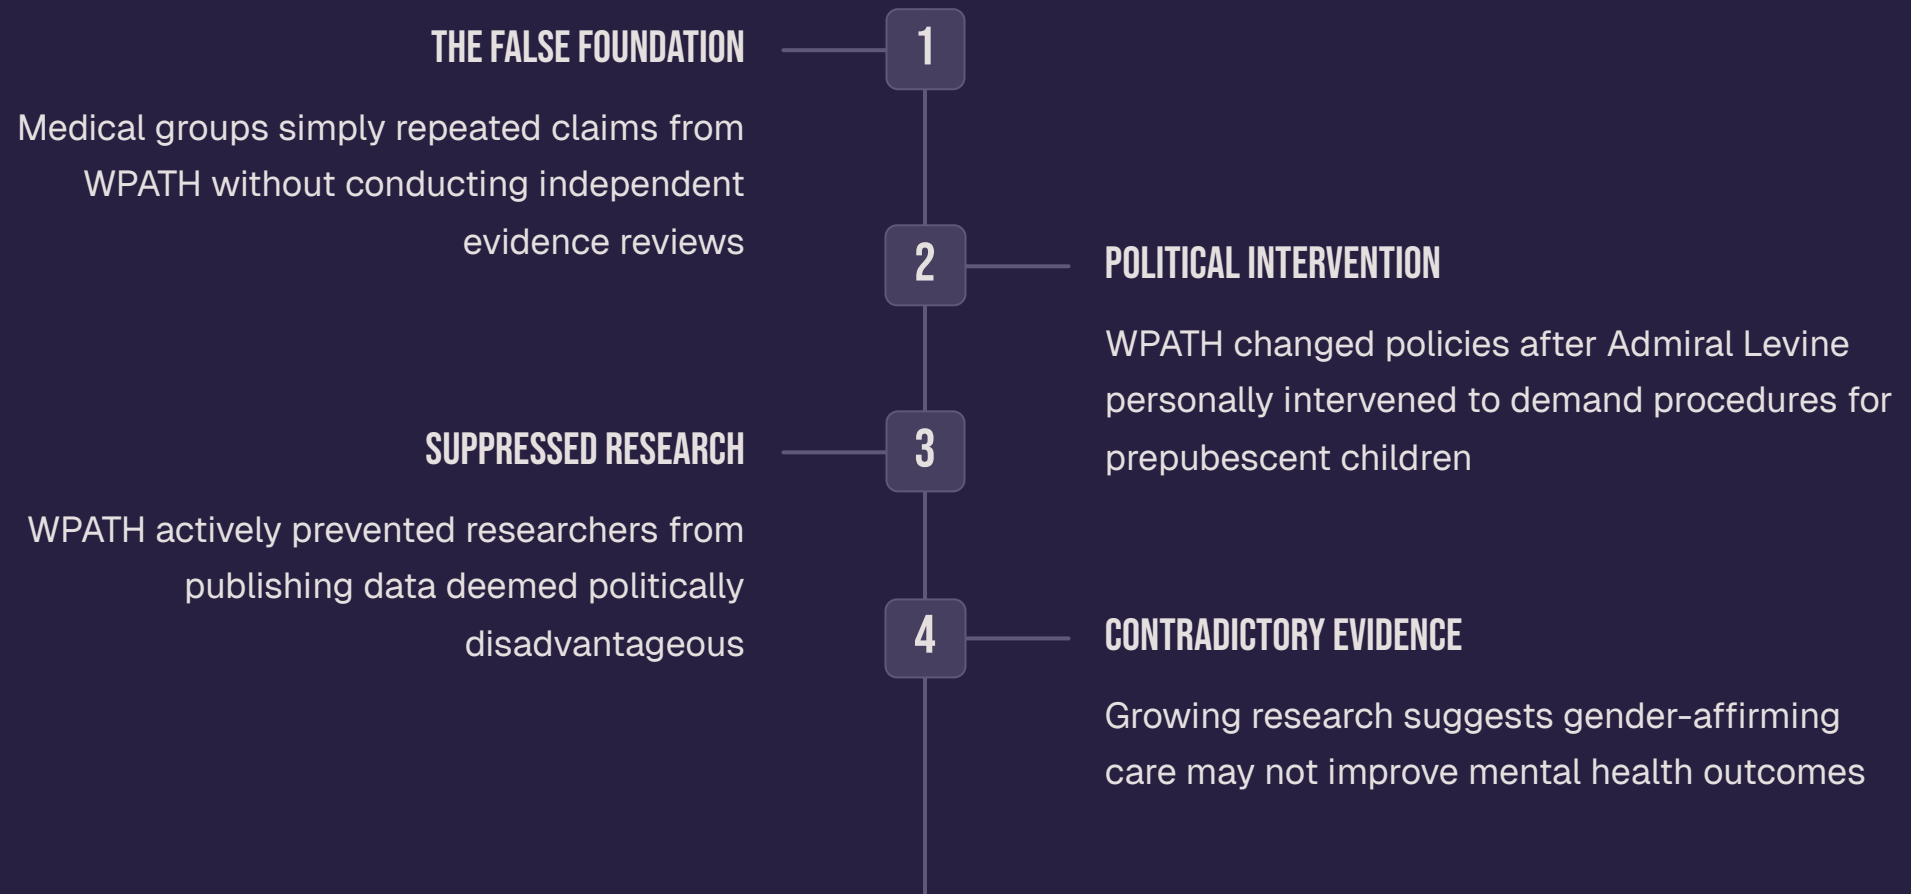 THE FALSE FOUNDATION
1
Medical groups simply repeated claims from
WPATH without conducting independent
evidence reviews
2
POLITICAL INTERVENTION
WPATH changed policies after Admiral Levine
personally intervened to demand procedures for
prepubescent children
SUPPRESSED RESEARCH
3
WPATH actively prevented researchers from
publishing data deemed politically
disadvantageous
4
CONTRADICTORY EVIDENCE
Growing research suggests gender-affirming
care may not improve mental health outcomes